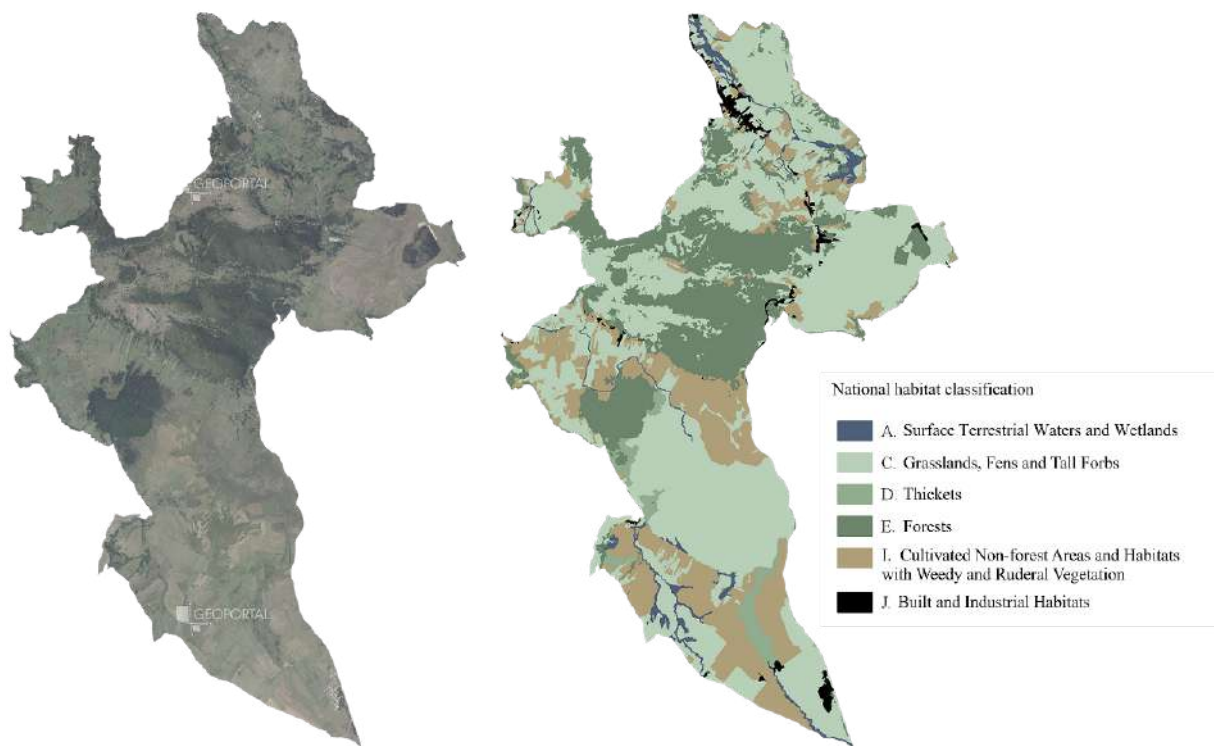 GEOPORTAL
GEOPORTAL
National habitat classification
A. Surface Terrestrial Waters and Wetlands
C. Grasslands, Fens and Tall Forbs
D. Thickets
E. Forests
I. Cultivated Non-forest Areas and Habitats
with Weedy and Ruderal Vegetation
J. Built and Industrial Habitats